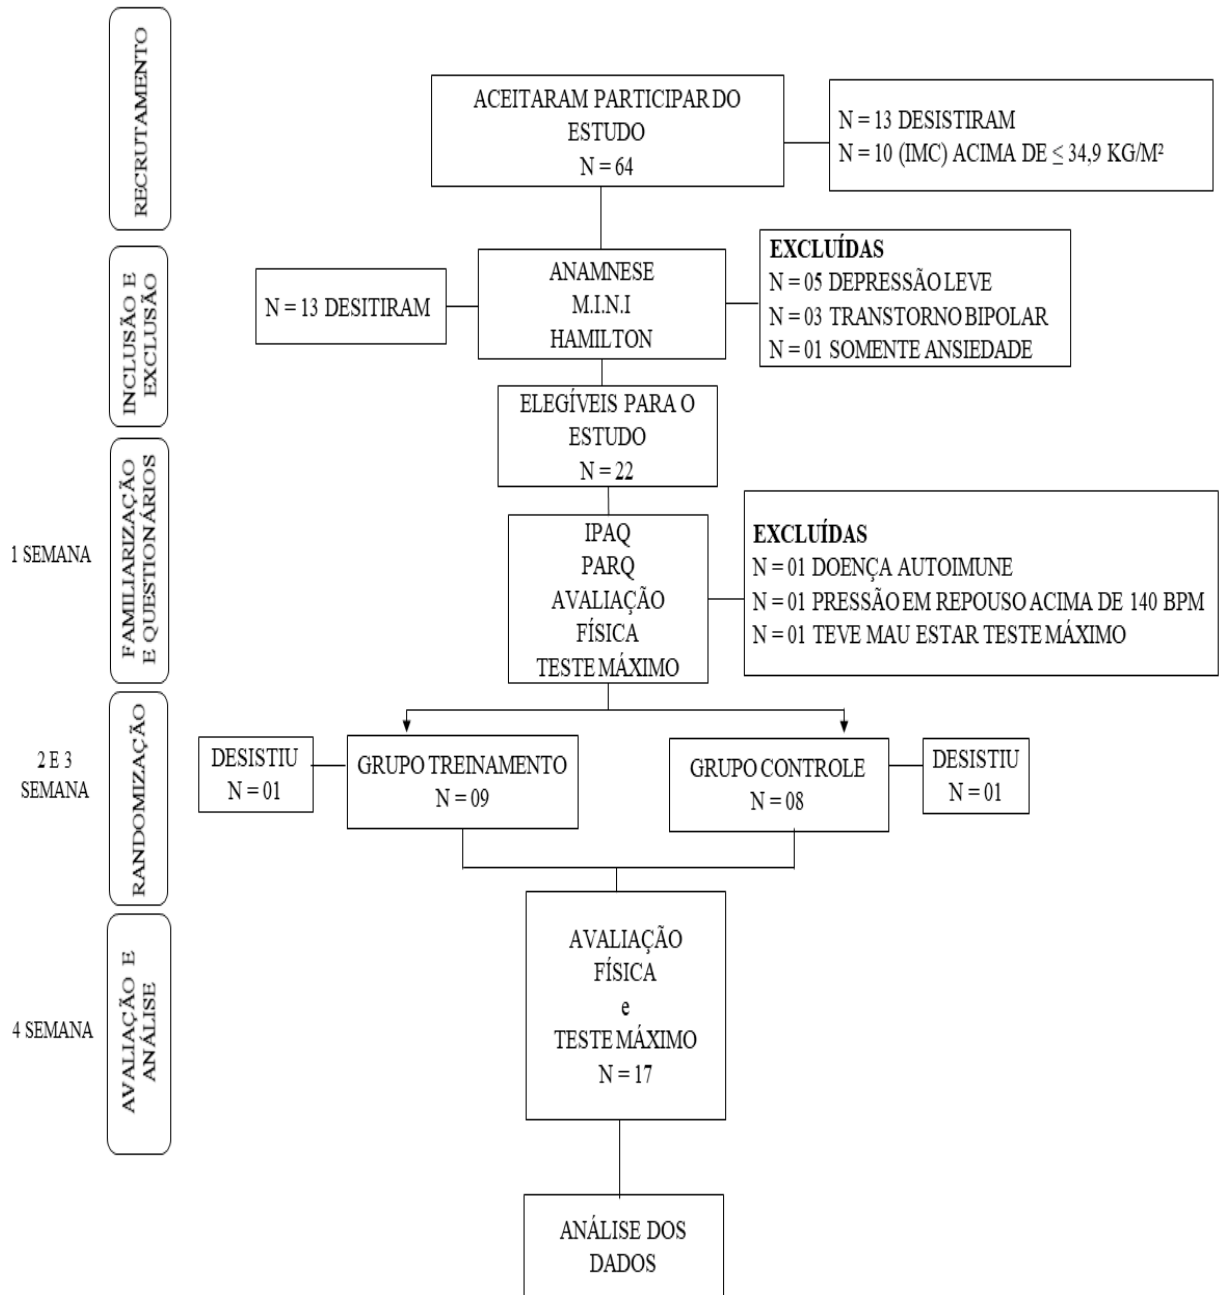 RECRUTAMENTO
ACEITARAM PARTICIPAR DO
ESTUDO
N = 64
N = 13 DESISTIRAM
N = 10 (IMC) ACIMA DE ≤ 34,9 KG/M²
INCLUSÃO E
EXCLUSÃO
N = 13 DESITIRAM
ANAMNESE
M.I.N.I
HAMILTON
EXCLUÍDAS
N = 05 DEPRESSÃO LEVE
N = 03 TRANSTORNO BIPOLAR
N = 01 SOMENTE ANSIEDADE
ELEGÍVEIS PARA O
ESTUDO
N = 22
1 SEMANA
FAMILIARIZAÇÃO
E QUESTIONÁRIOS
IPAQ
PARQ
AVALIAÇÃO
FÍSICA
TESTE MÁXIMO
EXCLUÍDAS
N = 01 DOENÇA AUTOIMUNE
N = 01 PRESSÃO EM REPOUSO ACIMA DE 140 BPM
N = 01 TEVE MAU ESTAR TESTE MÁXIMO
2 E 3
SEMANA
RANDOMIZAÇÃO
DESISTIU
N = 01
GRUPO TREINAMENTO
N = 09
GRUPO CONTROLE
N = 08
DESISTIU
N = 01
4 SEMANA
AVALIAÇÃO E
ANÁLISE
AVALIAÇÃO
FÍSICA
e
TESTE MÁXIMO
N = 17
ANÁLISE DOS
DADOS